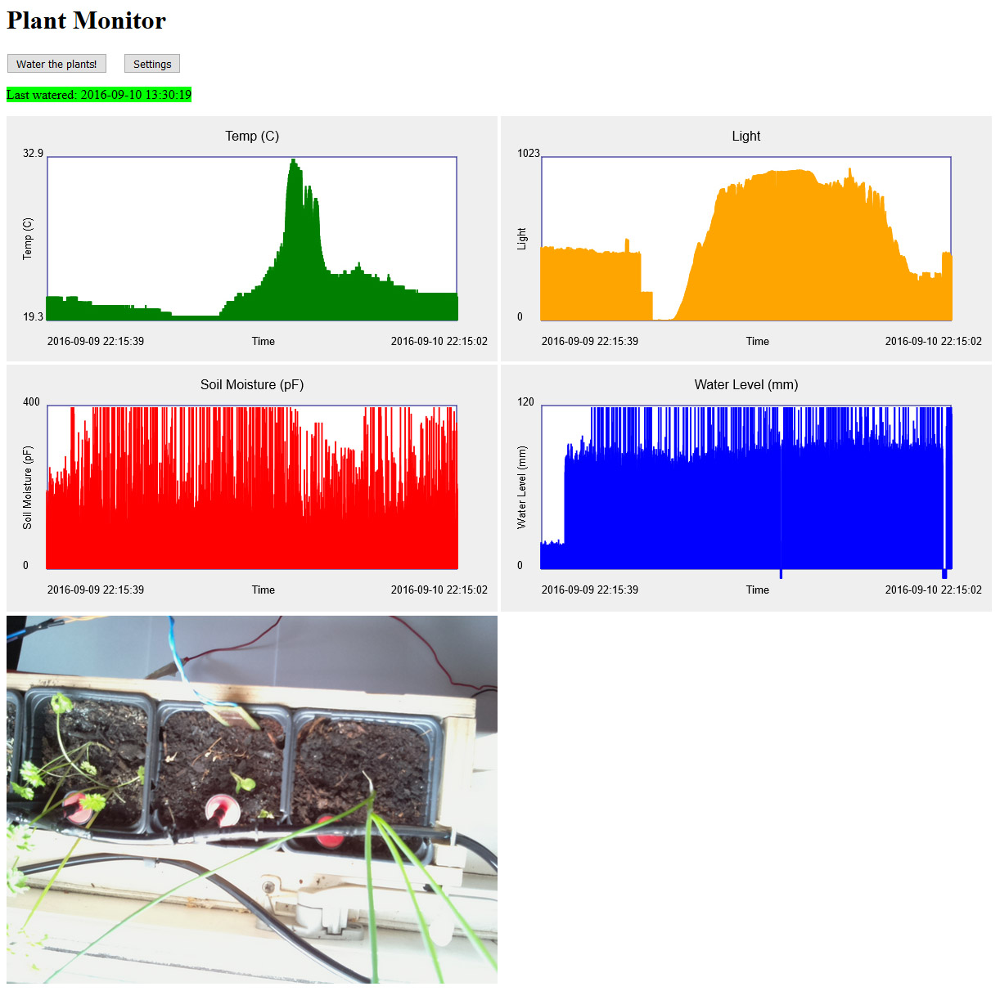 Plant Monitor
Water the plants! Settings
Last watered: 2016-09-10 13:30:19
Temp (C)
32.9
Temp (C)
19.3
2016-09-09 22:15:39 Time 2016-09-10 22:15:02
Light
1023
Light
0
2016-09-09 22:15:39 Time 2016-09-10 22:15:02
Soil Moisture (pF)
400
Soil Moisture (pF)
0
2016-09-09 22:15:39 Time 2016-09-10 22:15:02
Water Level (mm)
120
Water Level (mm)
0
2016-09-09 22:15:39 Time 2016-09-10 22:15:02